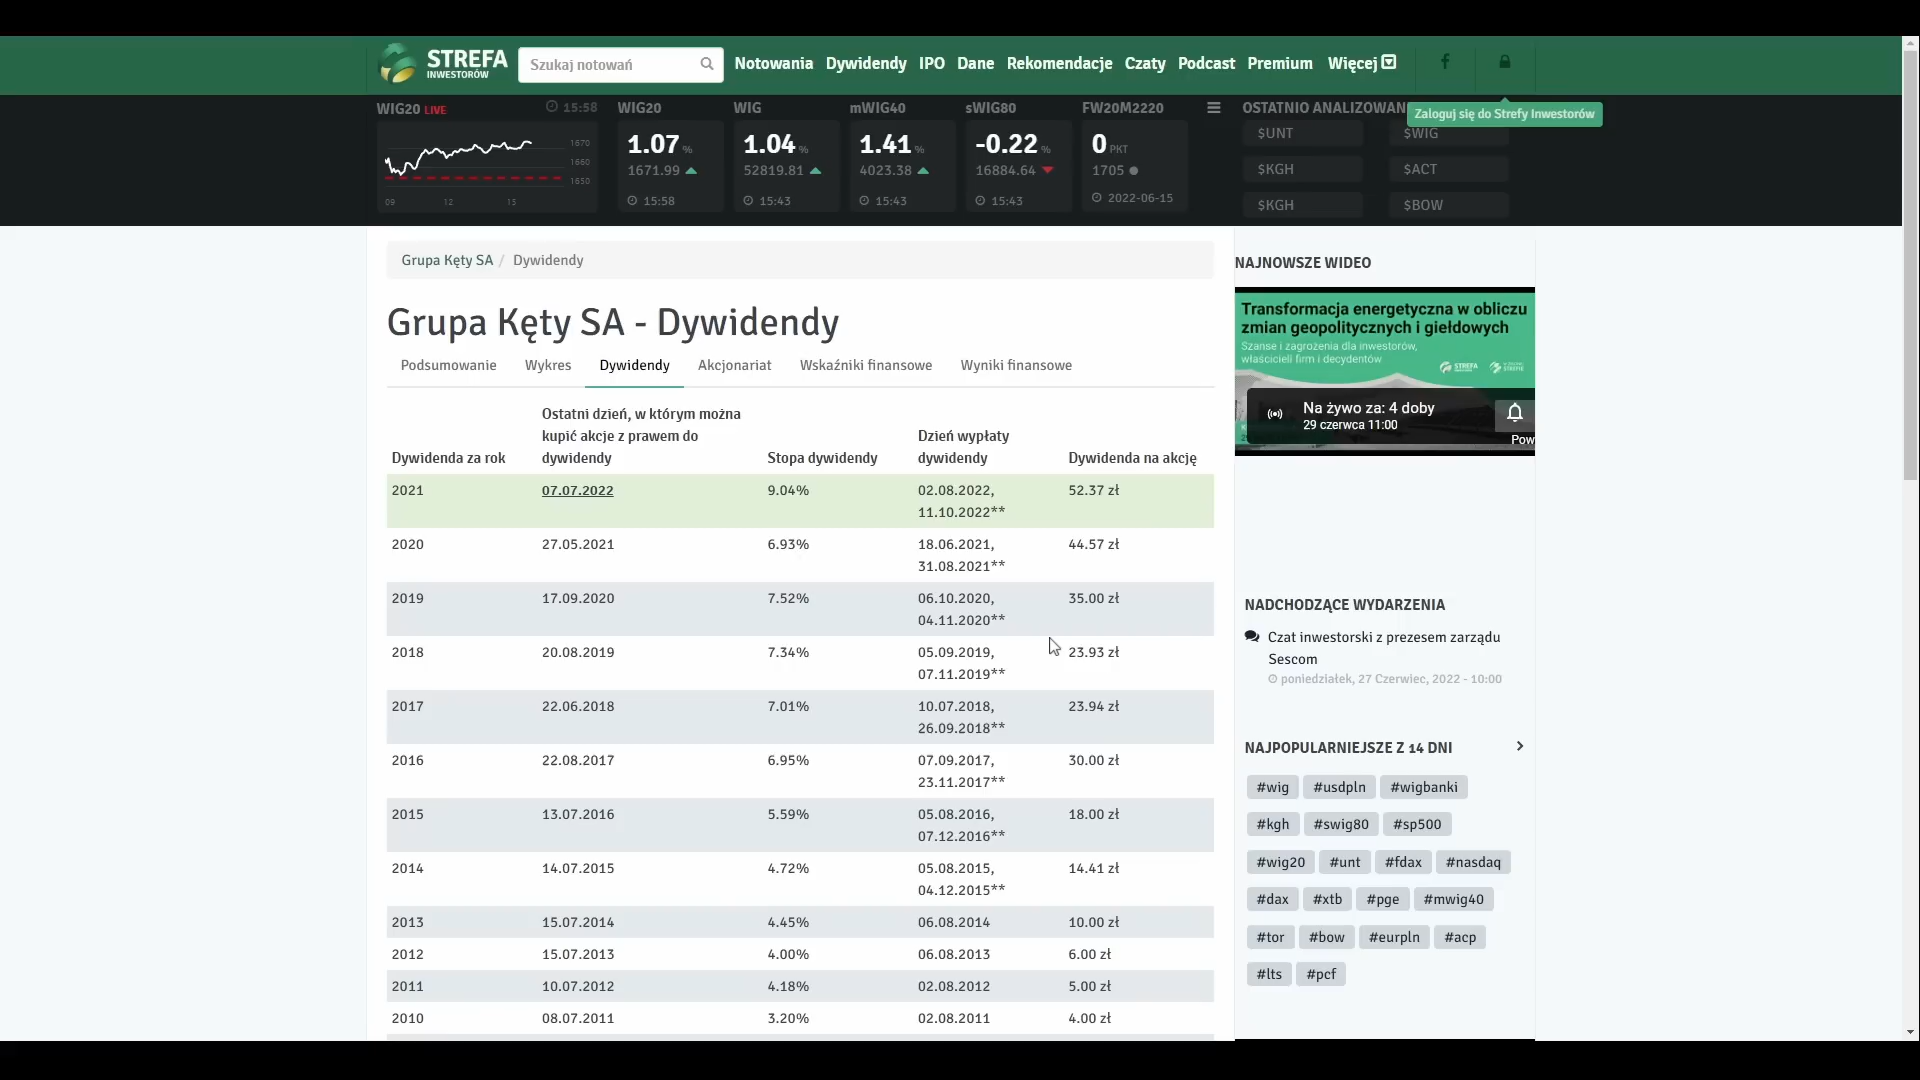 STREFA
INWESTORÓW
Szukaj notowań
Notowania Dywidendy IPO Dane Rekomendacje Czaty Podcast Premium Więcej
WIG20 LIVE 15:58
1670
1660
1650
09 12 15
WIG20
1.07 %
1671.99
15:58
WIG
1.04 %
52819.81
15:43
mWIG40
1.41 %
4023.38
15:43
sWIG80
-0.22 %
16884.64
15:43
FW20M2220
0 PKT
1705
2022-06-15
OSTATNIO ANALIZOWAN
Zaloguj się do Strefy Inwestorów
$UNT $WIG
$KGH $ACT
$KGH $BOW
Grupa Kęty SA / Dywidendy
Grupa Kęty SA - Dywidendy
Podsumowanie Wykres Dywidendy Akcjonariat Wskaźniki finansowe Wyniki finansowe
Dywidenda za rok
Ostatni dzień, w którym można
kupić akcje z prawem do
dywidendy
Stopa dywidendy
Dzień wypłaty
dywidendy
Dywidenda na akcję
2021 07.07.2022 9.04% 02.08.2022, 52.37 zł
11.10.2022**
2020 27.05.2021 6.93% 18.06.2021, 44.57 zł
31.08.2021**
2019 17.09.2020 7.52% 06.10.2020, 35.00 zł
04.11.2020**
2018 20.08.2019 7.34% 05.09.2019, 23.93 zł
07.11.2019**
2017 22.06.2018 7.01% 10.07.2018, 23.94 zł
26.09.2018**
2016 22.08.2017 6.95% 07.09.2017, 30.00 zł
23.11.2017**
2015 13.07.2016 5.59% 05.08.2016, 18.00 zł
07.12.2016**
2014 14.07.2015 4.72% 05.08.2015, 14.41 zł
04.12.2015**
2013 15.07.2014 4.45% 06.08.2014 10.00 zł
2012 15.07.2013 4.00% 06.08.2013 6.00 zł
2011 10.07.2012 4.18% 02.08.2012 5.00 zł
2010 08.07.2011 3.20% 02.08.2011 4.00 zł
NAJNOWSZE WIDEO
Transformacja energetyczna w obliczu
zmian geopolitycznych i giełdowych
Szanse i zagrożenia dla inwestorów,
właścicieli firm i decydentów
STREFA
Na żywo za: 4 doby
29 czerwca 11:00
Pow
NADCHODZĄCE WYDARZENIA
Czat inwestorski z prezesem zarządu
Sescom
poniedziałek, 27 Czerwiec, 2022 - 10:00
NAJPOPULARNIEJSZE Z 14 DNI
#wig #usdpln #wigbanki
#kgh #swig80 #sp500
#wig20 #unt #fdax #nasdaq
#dax #xtb #pge #mwig40
#tor #bow #eurpln #acp
#lts #pcf